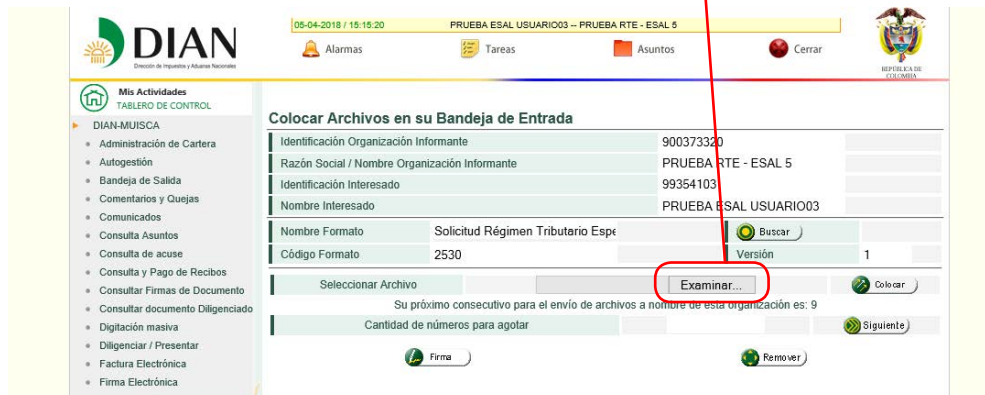 DIAN
Dirección de Impuestos y Aduanas Nacionales
05-04-2018 / 15:15:20 PRUEBA ESAL USUARIO03 -- PRUEBA RTE - ESAL 5
Alarmas Tareas Asuntos Cerrar
REPÚBLICA DE
COLOMBIA
Mis Actividades
TABLERO DE CONTROL
DIAN-MUISCA
Administración de Cartera
Autogestión
Bandeja de Salida
Comentarios y Quejas
Comunicados
Consulta Asuntos
Consulta de acuse
Consulta y Pago de Recibos
Consultar Firmas de Documento
Consultar documento Diligenciado
Digitación masiva
Diligenciar / Presentar
Factura Electrónica
Firma Electrónica
Colocar Archivos en su Bandeja de Entrada
Identificación Organización Informante 900373320
Razón Social / Nombre Organización Informante PRUEBA RTE - ESAL 5
Identificación Interesado 99354103
Nombre Interesado PRUEBA ESAL USUARIO03
Nombre Formato Solicitud Régimen Tributario Espe Buscar
Código Formato 2530 Versión 1
Seleccionar Archivo Examinar... Colocar
Su próximo consecutivo para el envío de archivos a nombre de esta organización es: 9
Cantidad de números para agotar Siguiente
Firma Remover